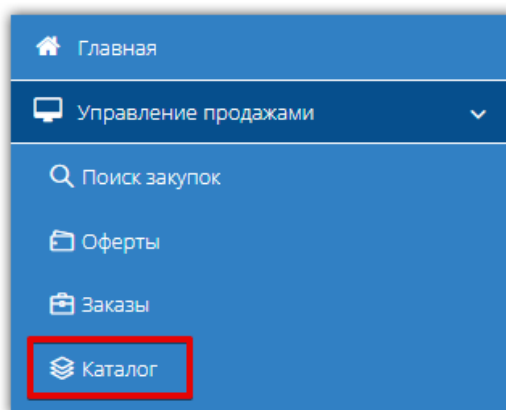 Главная
Управление продажами
Поиск закупок
Оферты
Заказы
Каталог